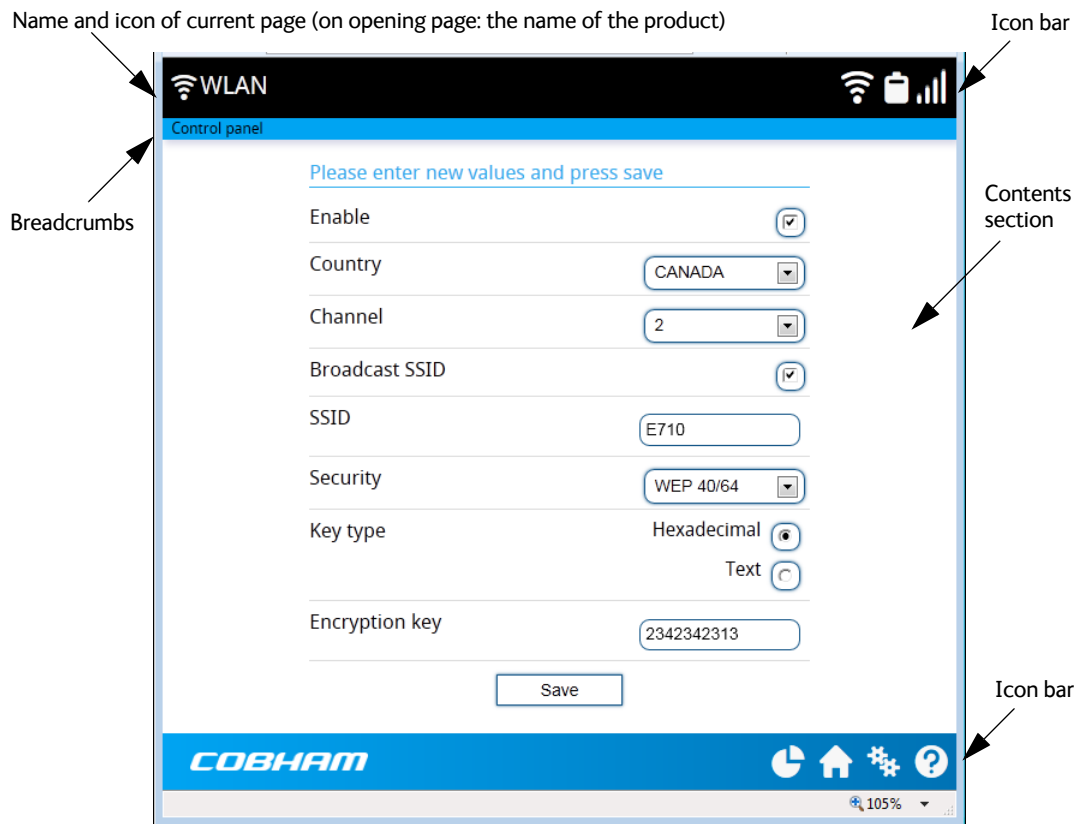 Name and icon of current page (on opening page: the name of the product)
Icon bar
WLAN
Control panel
Please enter new values and press save
Breadcrumbs
Contents
section
Enable
Country
CANADA
Channel
2
Broadcast SSID
SSID
E710
Security
WEP 40/64
Key type
Hexadecimal
Text
Encryption key
2342342313
Save
Icon bar
COBHAM
?
105%